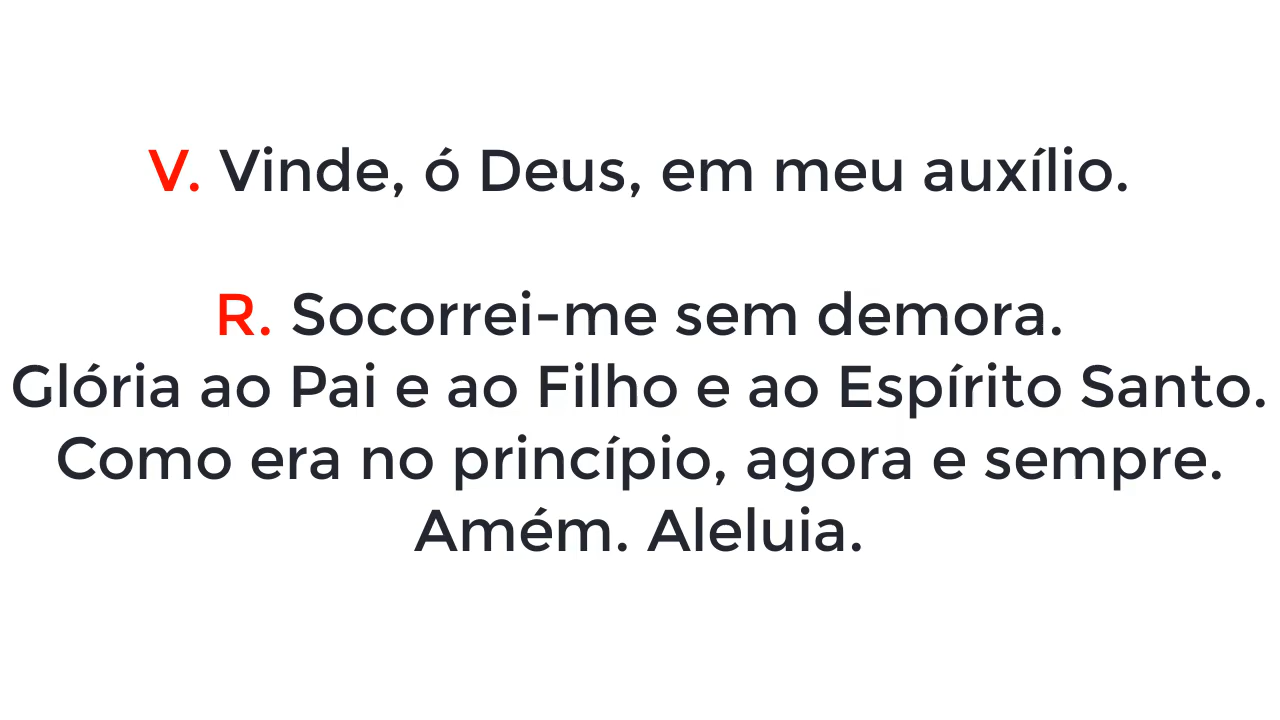 V. Vinde, ó Deus, em meu auxílio.
R. Socorrei-me sem demora.
Glória ao Pai e ao Filho e ao Espírito Santo.
Como era no princípio, agora e sempre.
Amém. Aleluia.